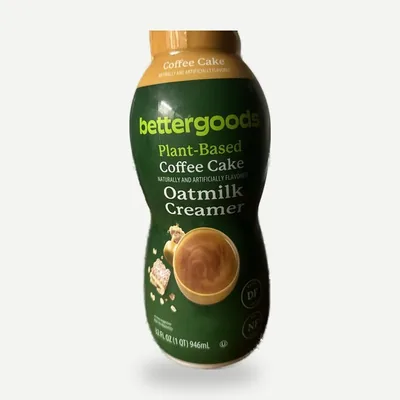 Coffee Cake
NATURALLY AND ARTIFICIALLY FLAVORED
bettergoods
Plant-Based
Coffee Cake
NATURALLY AND ARTIFICIALLY FLAVORED
Oatmilk
Creamer
DF
NF
32 FL OZ (1 QT) 946mL
U